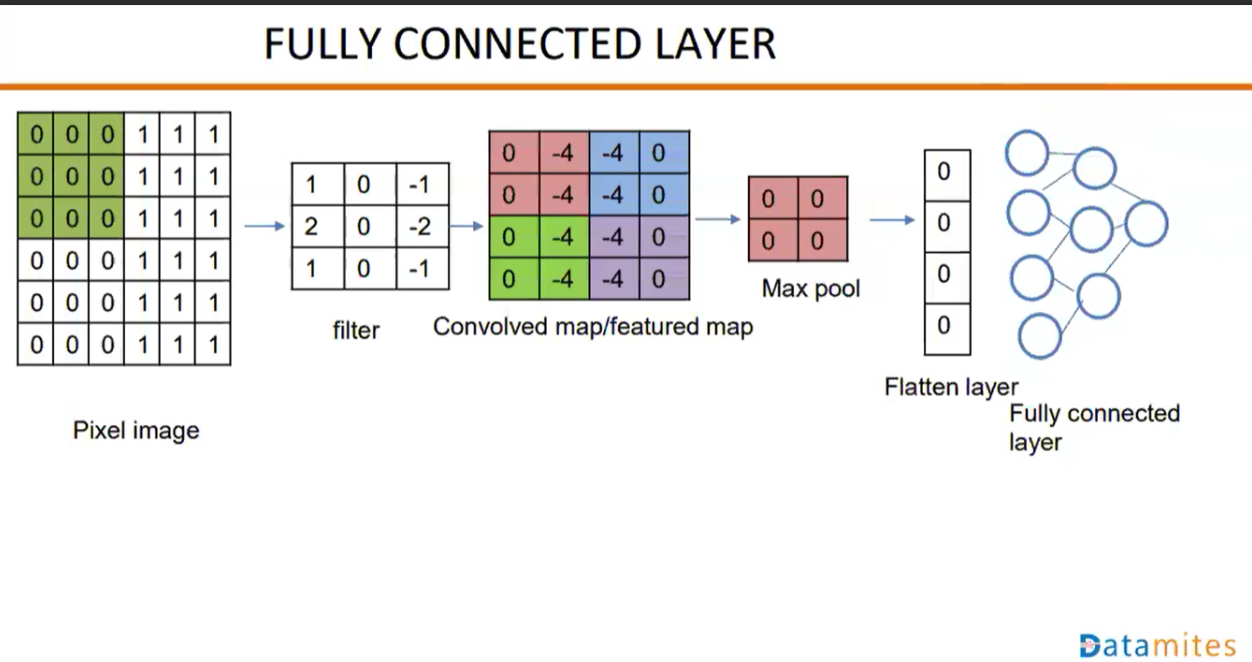 FULLY CONNECTED LAYER
0 0 0 1 1 1
0 0 0 1 1 1
0 0 0 1 1 1
0 0 0 1 1 1
0 0 0 1 1 1
0 0 0 1 1 1
Pixel image
1 0 -1
2 0 -2
1 0 -1
filter
0 -4 -4 0
0 -4 -4 0
0 -4 -4 0
0 -4 -4 0
Convolved map/featured map
0 0
0 0
Max pool
0
0
0
0
Flatten layer
Fully connected
layer
Datamites